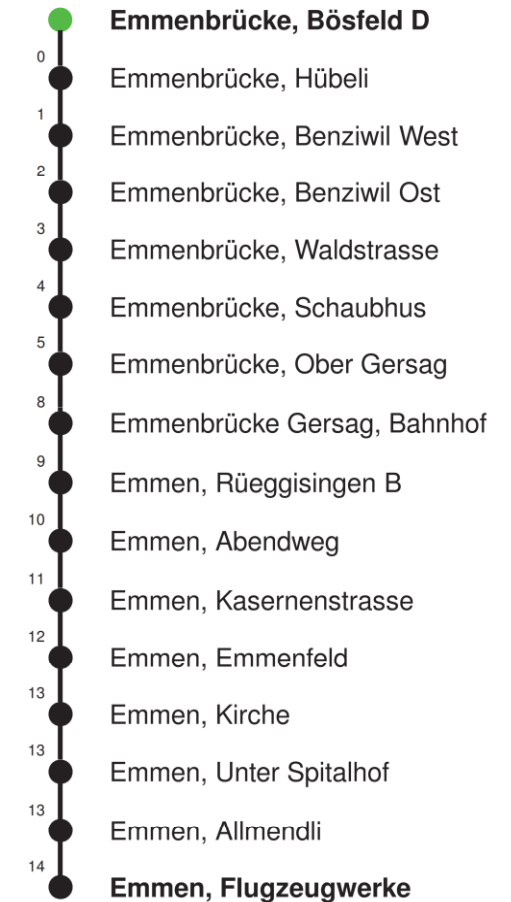 Emmenbrücke, Bösfeld D
0
Emmenbrücke, Hübeli
1
Emmenbrücke, Benziwil West
2
Emmenbrücke, Benziwil Ost
3
Emmenbrücke, Waldstrasse
4
Emmenbrücke, Schaubhus
5
Emmenbrücke, Ober Gersag
8
Emmenbrücke Gersag, Bahnhof
9
Emmen, Rüeggisingen B
10
Emmen, Abendweg
11
Emmen, Kasernenstrasse
12
Emmen, Emmenfeld
13
Emmen, Kirche
13
Emmen, Unter Spitalhof
13
Emmen, Allmendli
14
Emmen, Flugzeugwerke